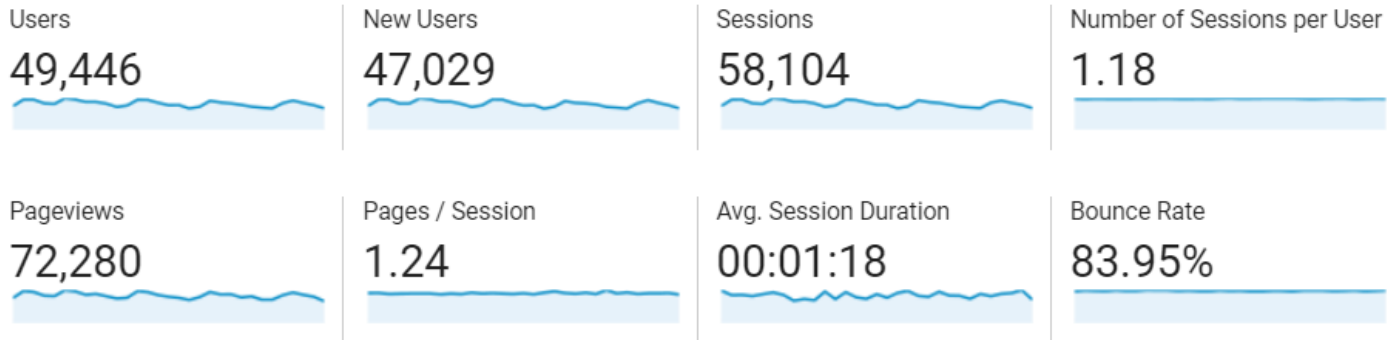 Users
49,446
New Users
47,029
Sessions
58,104
Number of Sessions per User
1.18
Pageviews
72,280
Pages / Session
1.24
Avg. Session Duration
00:01:18
Bounce Rate
83.95%